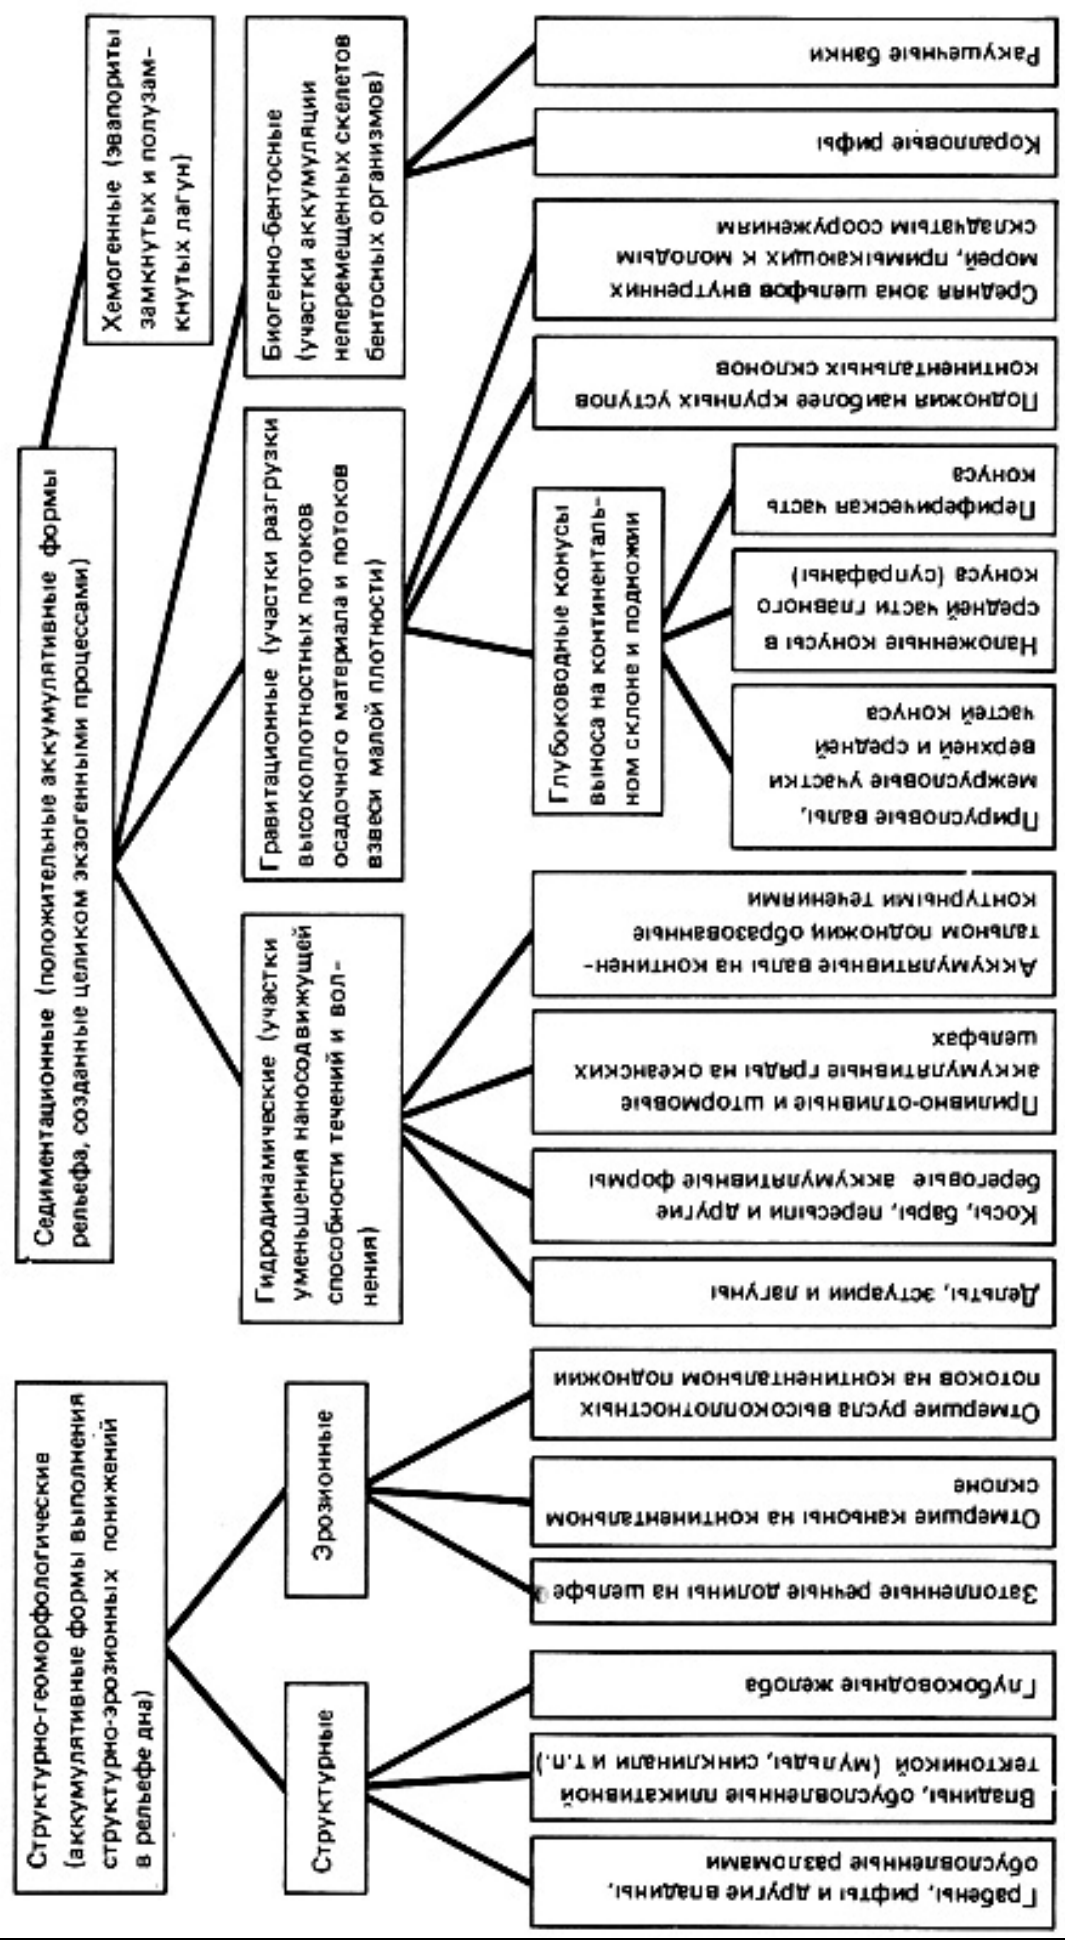 Структурно-геоморфологические
(аккумулятивные формы выполнения
структурно-эрозионных понижений
в рельефе дна)
Седиментационные (положительные аккумулятивные формы
рельефа, созданные целиком экзогенными процессами)
Структурные
Эрозионные
Гидродинамические (участки
уменьшения наносодвижущей
способности течений и вол-
нения)
Гравитационные (участки разгрузки
высокоплотностных потоков
осадочного материала и потоков
взвеси малой плотности)
Биогенно-бентосные
(участки аккумуляции
неперемещенных скелетов
бентосных организмов)
Хемогенные (эвапориты
замкнутых и полузам-
кнутых лагун)
Грабены, рифты и другие впадины,
обусловленные разломами
Впадины, обусловленные пликативной
тектоникой (мульды, синклинали и т.п.)
Глубоководные желоба
Затопленные речные долины на шельфе
Отмершие каньоны на континентальном
склоне
Отмершие русла высокоплотностных
потоков на континентальном подножии
Дельты, эстуарии и лагуны
Косы, бары, пересыпи и другие
береговые аккумулятивные формы
Приливно-отливные и штормовые
аккумулятивные гряды на океанских
шельфах
Аккумулятивные валы на континен-
тальном подножии, образованные
контурными течениями
Глубоководные конусы
выноса на континенталь-
ном склоне и подножии
Прирусловые валы,
межрусловые участки
верхней и средней
частей конуса
Наложенные конусы в
средней части главного
конуса (супрафаны)
Периферическая часть
конуса
Подножия наиболее крупных уступов
континентальных склонов
Средняя зона шельфов внутренних
морей, примыкающих к молодым
складчатым сооружениям
Коралловые рифы
Ракушечные банки